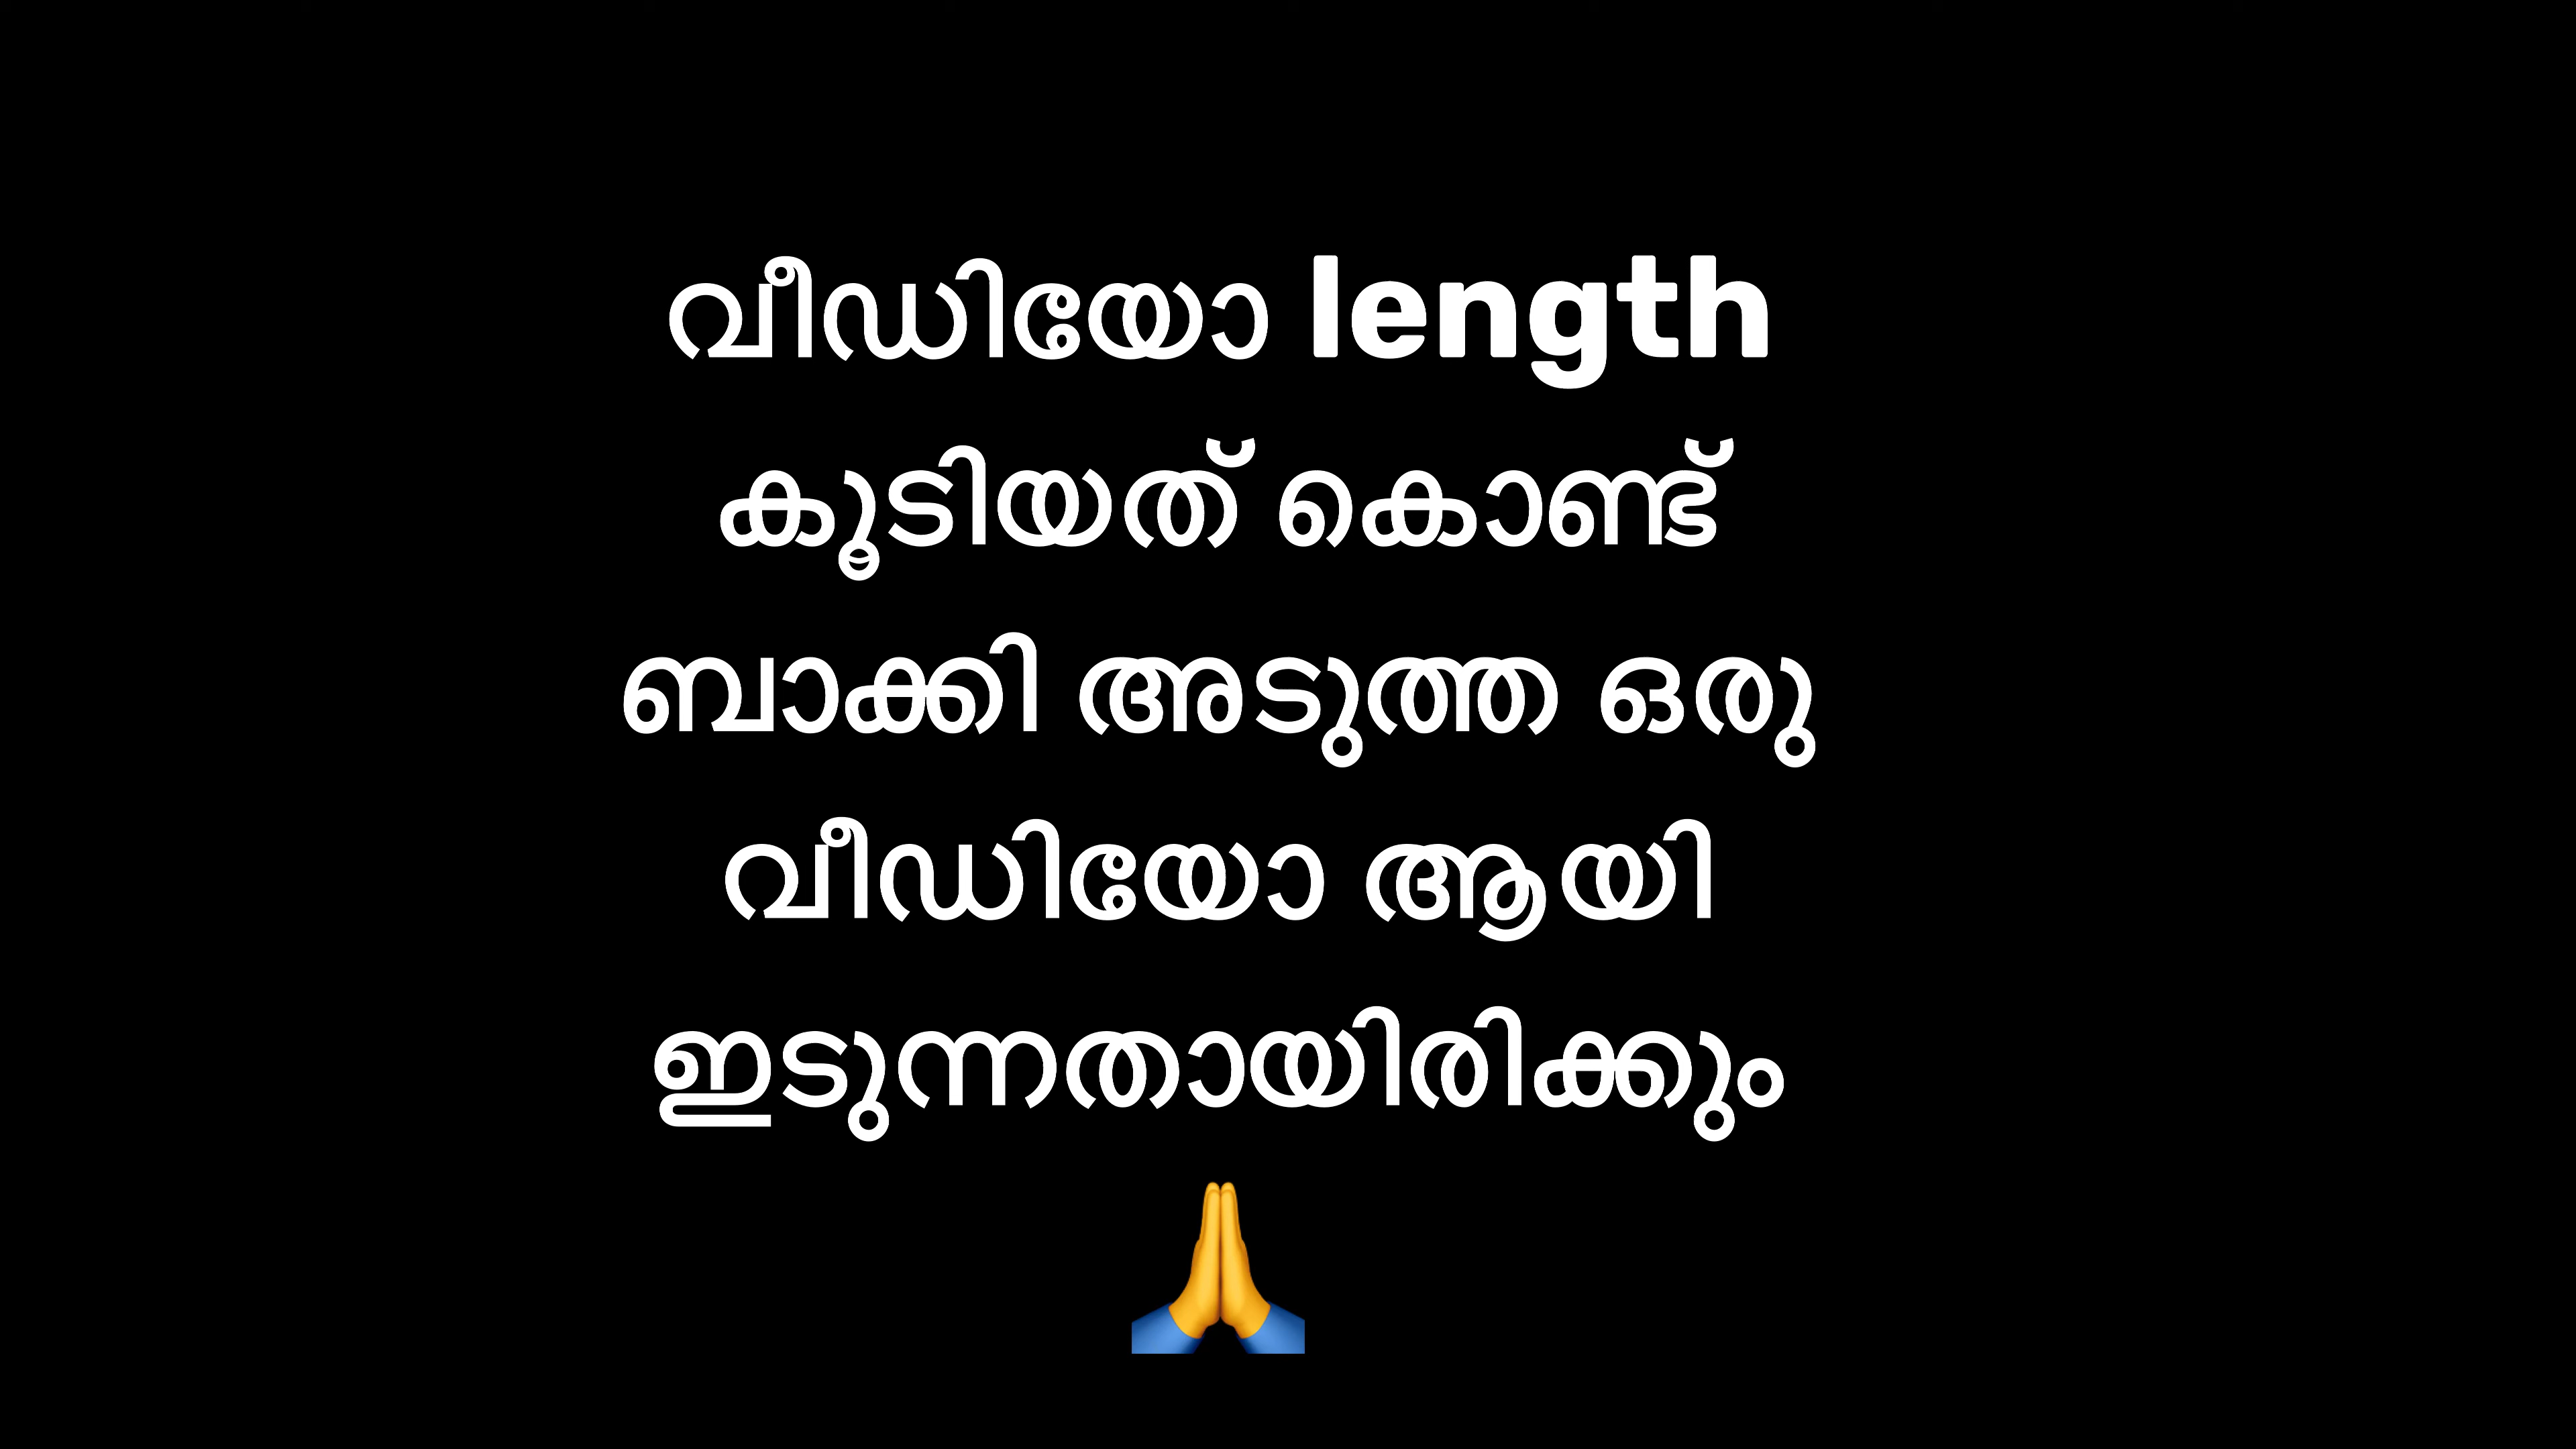 വീഡിയോ length
കൂടിയത് കൊണ്ട്
ബാക്കി അടുത്ത ഒരു
വീഡിയോ ആയി
ഇടുന്നതായിരിക്കും
🙏